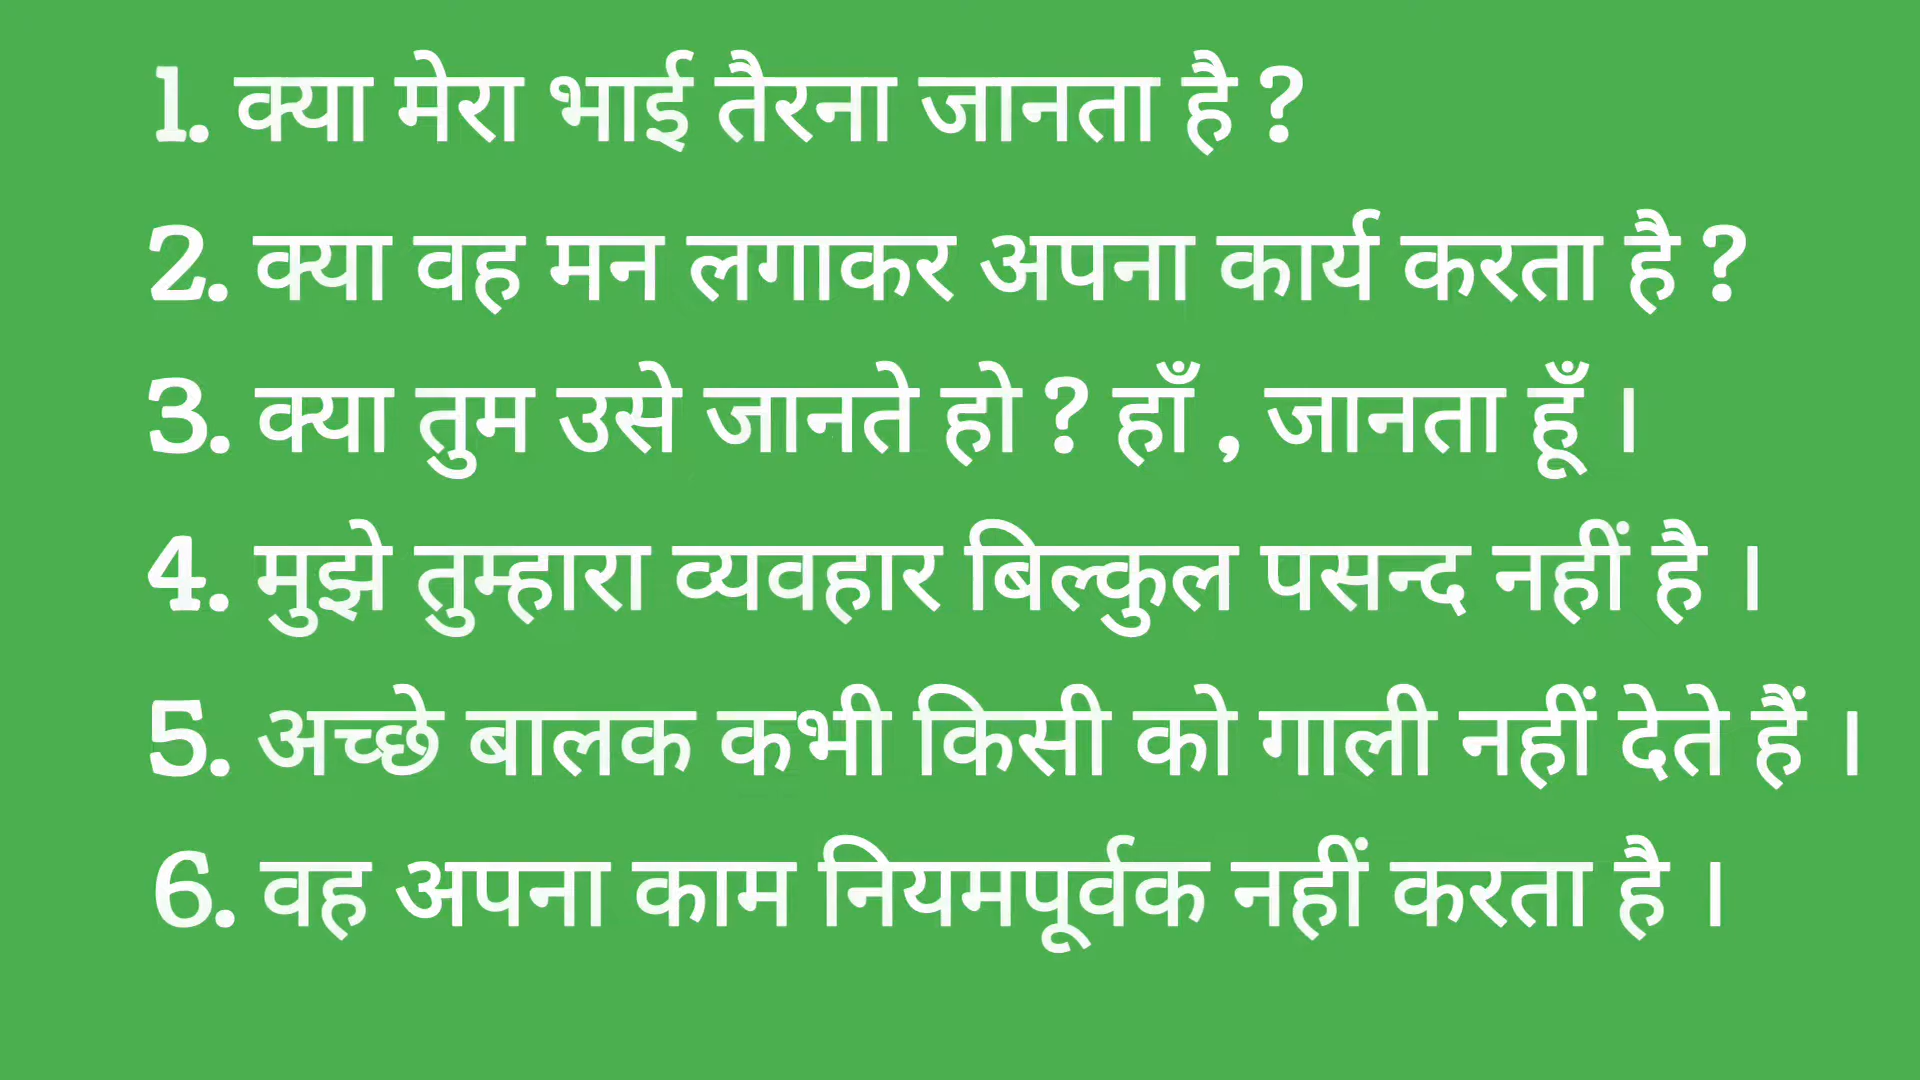 1. क्या मेरा भाई तैरना जानता है ?
2. क्या वह मन लगाकर अपना कार्य करता है ?
3. क्या तुम उसे जानते हो ? हाँ , जानता हूँ ।
4. मुझे तुम्हारा व्यवहार बिल्कुल पसन्द नहीं है ।
5. अच्छे बालक कभी किसी को गाली नहीं देते हैं ।
6. वह अपना काम नियमपूर्वक नहीं करता है ।